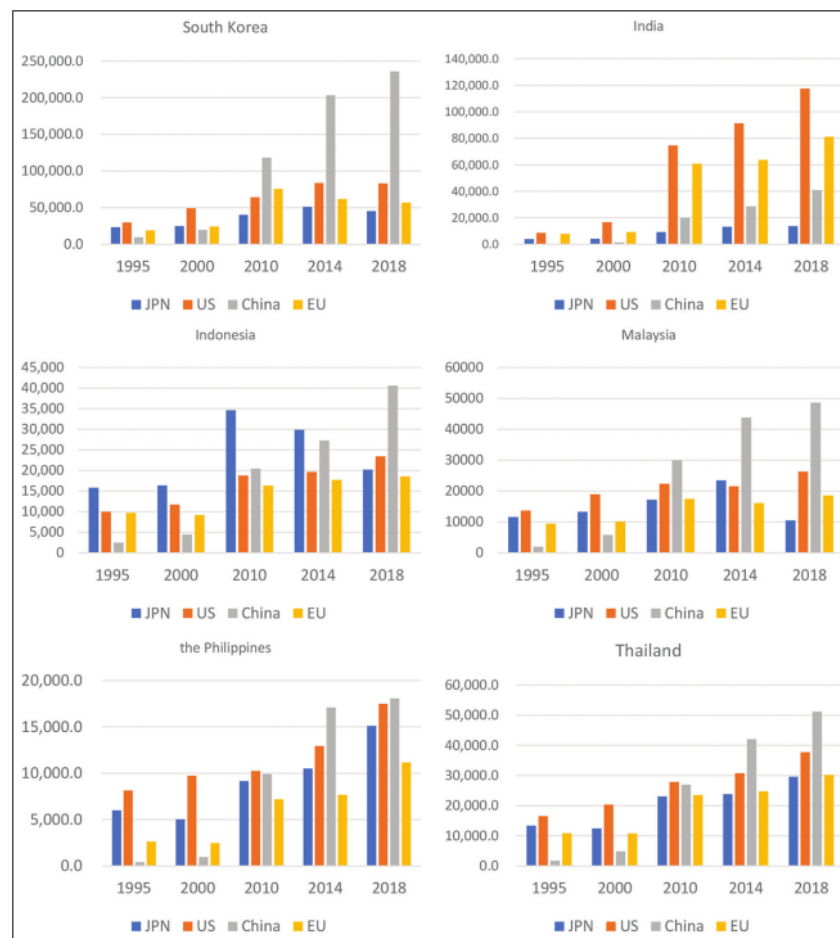 South Korea
250,000.0
200,000.0
150,000.0
100,000.0
50,000.0
0.0
1995 2000 2010 2014 2018
JPN US China EU
India
140,000.0
120,000.0
100,000.0
80,000.0
60,000.0
40,000.0
20,000.0
0.0
1995 2000 2010 2014 2018
JPN US China EU
Indonesia
45,000
40,000
35,000
30,000
25,000
20,000
15,000
10,000
5,000
0
1995 2000 2010 2014 2018
JPN US China EU
Malaysia
60000
50000
40000
30000
20000
10000
0
1995 2000 2010 2014 2018
JPN US China EU
the Philippines
20,000.0
15,000.0
10,000.0
5,000.0
0.0
1995 2000 2010 2014 2018
JPN US China EU
Thailand
60,000.0
50,000.0
40,000.0
30,000.0
20,000.0
10,000.0
0.0
1995 2000 2010 2014 2018
JPN US China EU